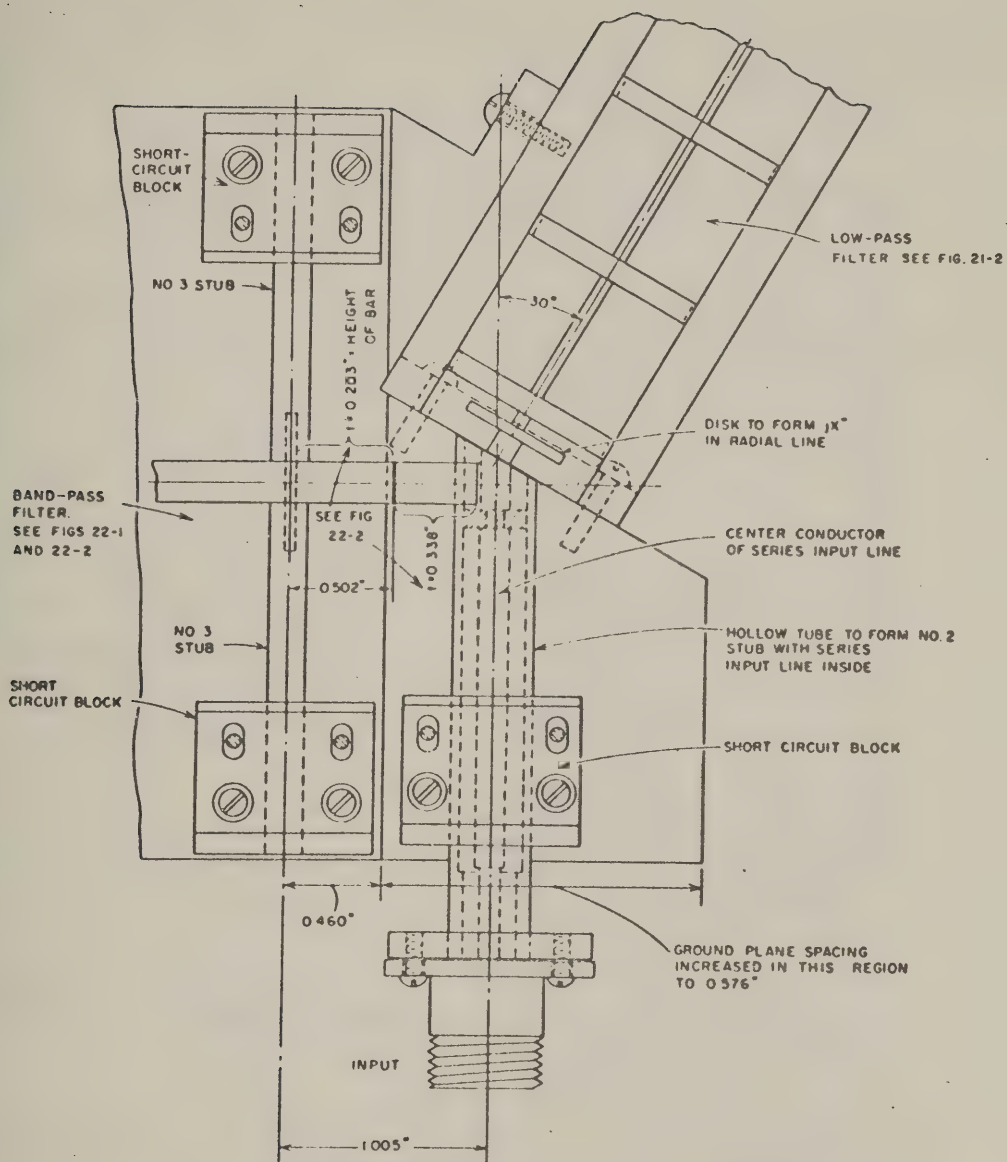 SHORT-
CIRCUIT
BLOCK
NO 3 STUB
t = 0.203" = HEIGHT
OF BAR
30°
LOW-PASS
FILTER SEE FIG. 21-2
DISK TO FORM jX"
IN RADIAL LINE
BAND-PASS
FILTER.
SEE FIGS 22-1
AND 22-2
SEE FIG
22-2
t = 0.338"
0.502"
CENTER CONDUCTOR
OF SERIES INPUT LINE
NO 3
STUB
HOLLOW TUBE TO FORM NO. 2
STUB WITH SERIES
INPUT LINE INSIDE
SHORT
CIRCUIT BLOCK
SHORT CIRCUIT BLOCK
0 460"
GROUND PLANE SPACING
INCREASED IN THIS REGION
TO 0 576"
INPUT
1 005"